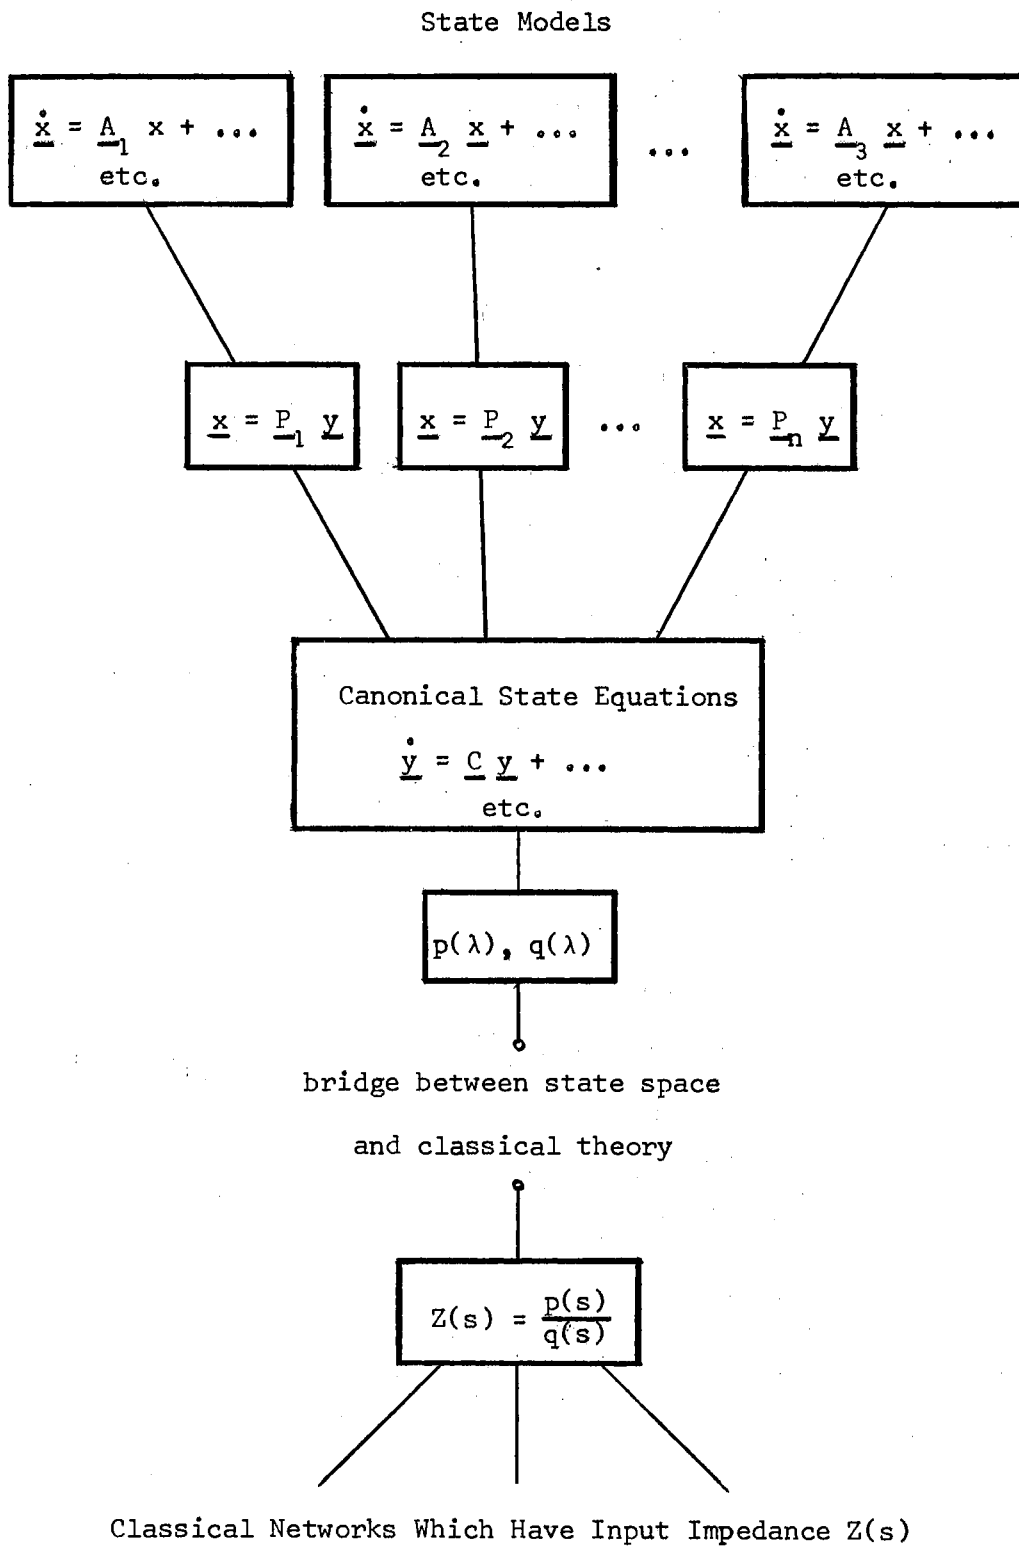 State Models
ẋ = A₁ x + ...
etc.
ẋ = A₂ x + ...
etc.
...
ẋ = A₃ x + ...
etc.
x = P₁ y
x = P₂ y
...
x = Pₙ y
Canonical State Equations
ẏ = C y + ...
etc.
p(λ), q(λ)
bridge between state space
and classical theory
Z(s) = p(s)/q(s)
Classical Networks Which Have Input Impedance Z(s)